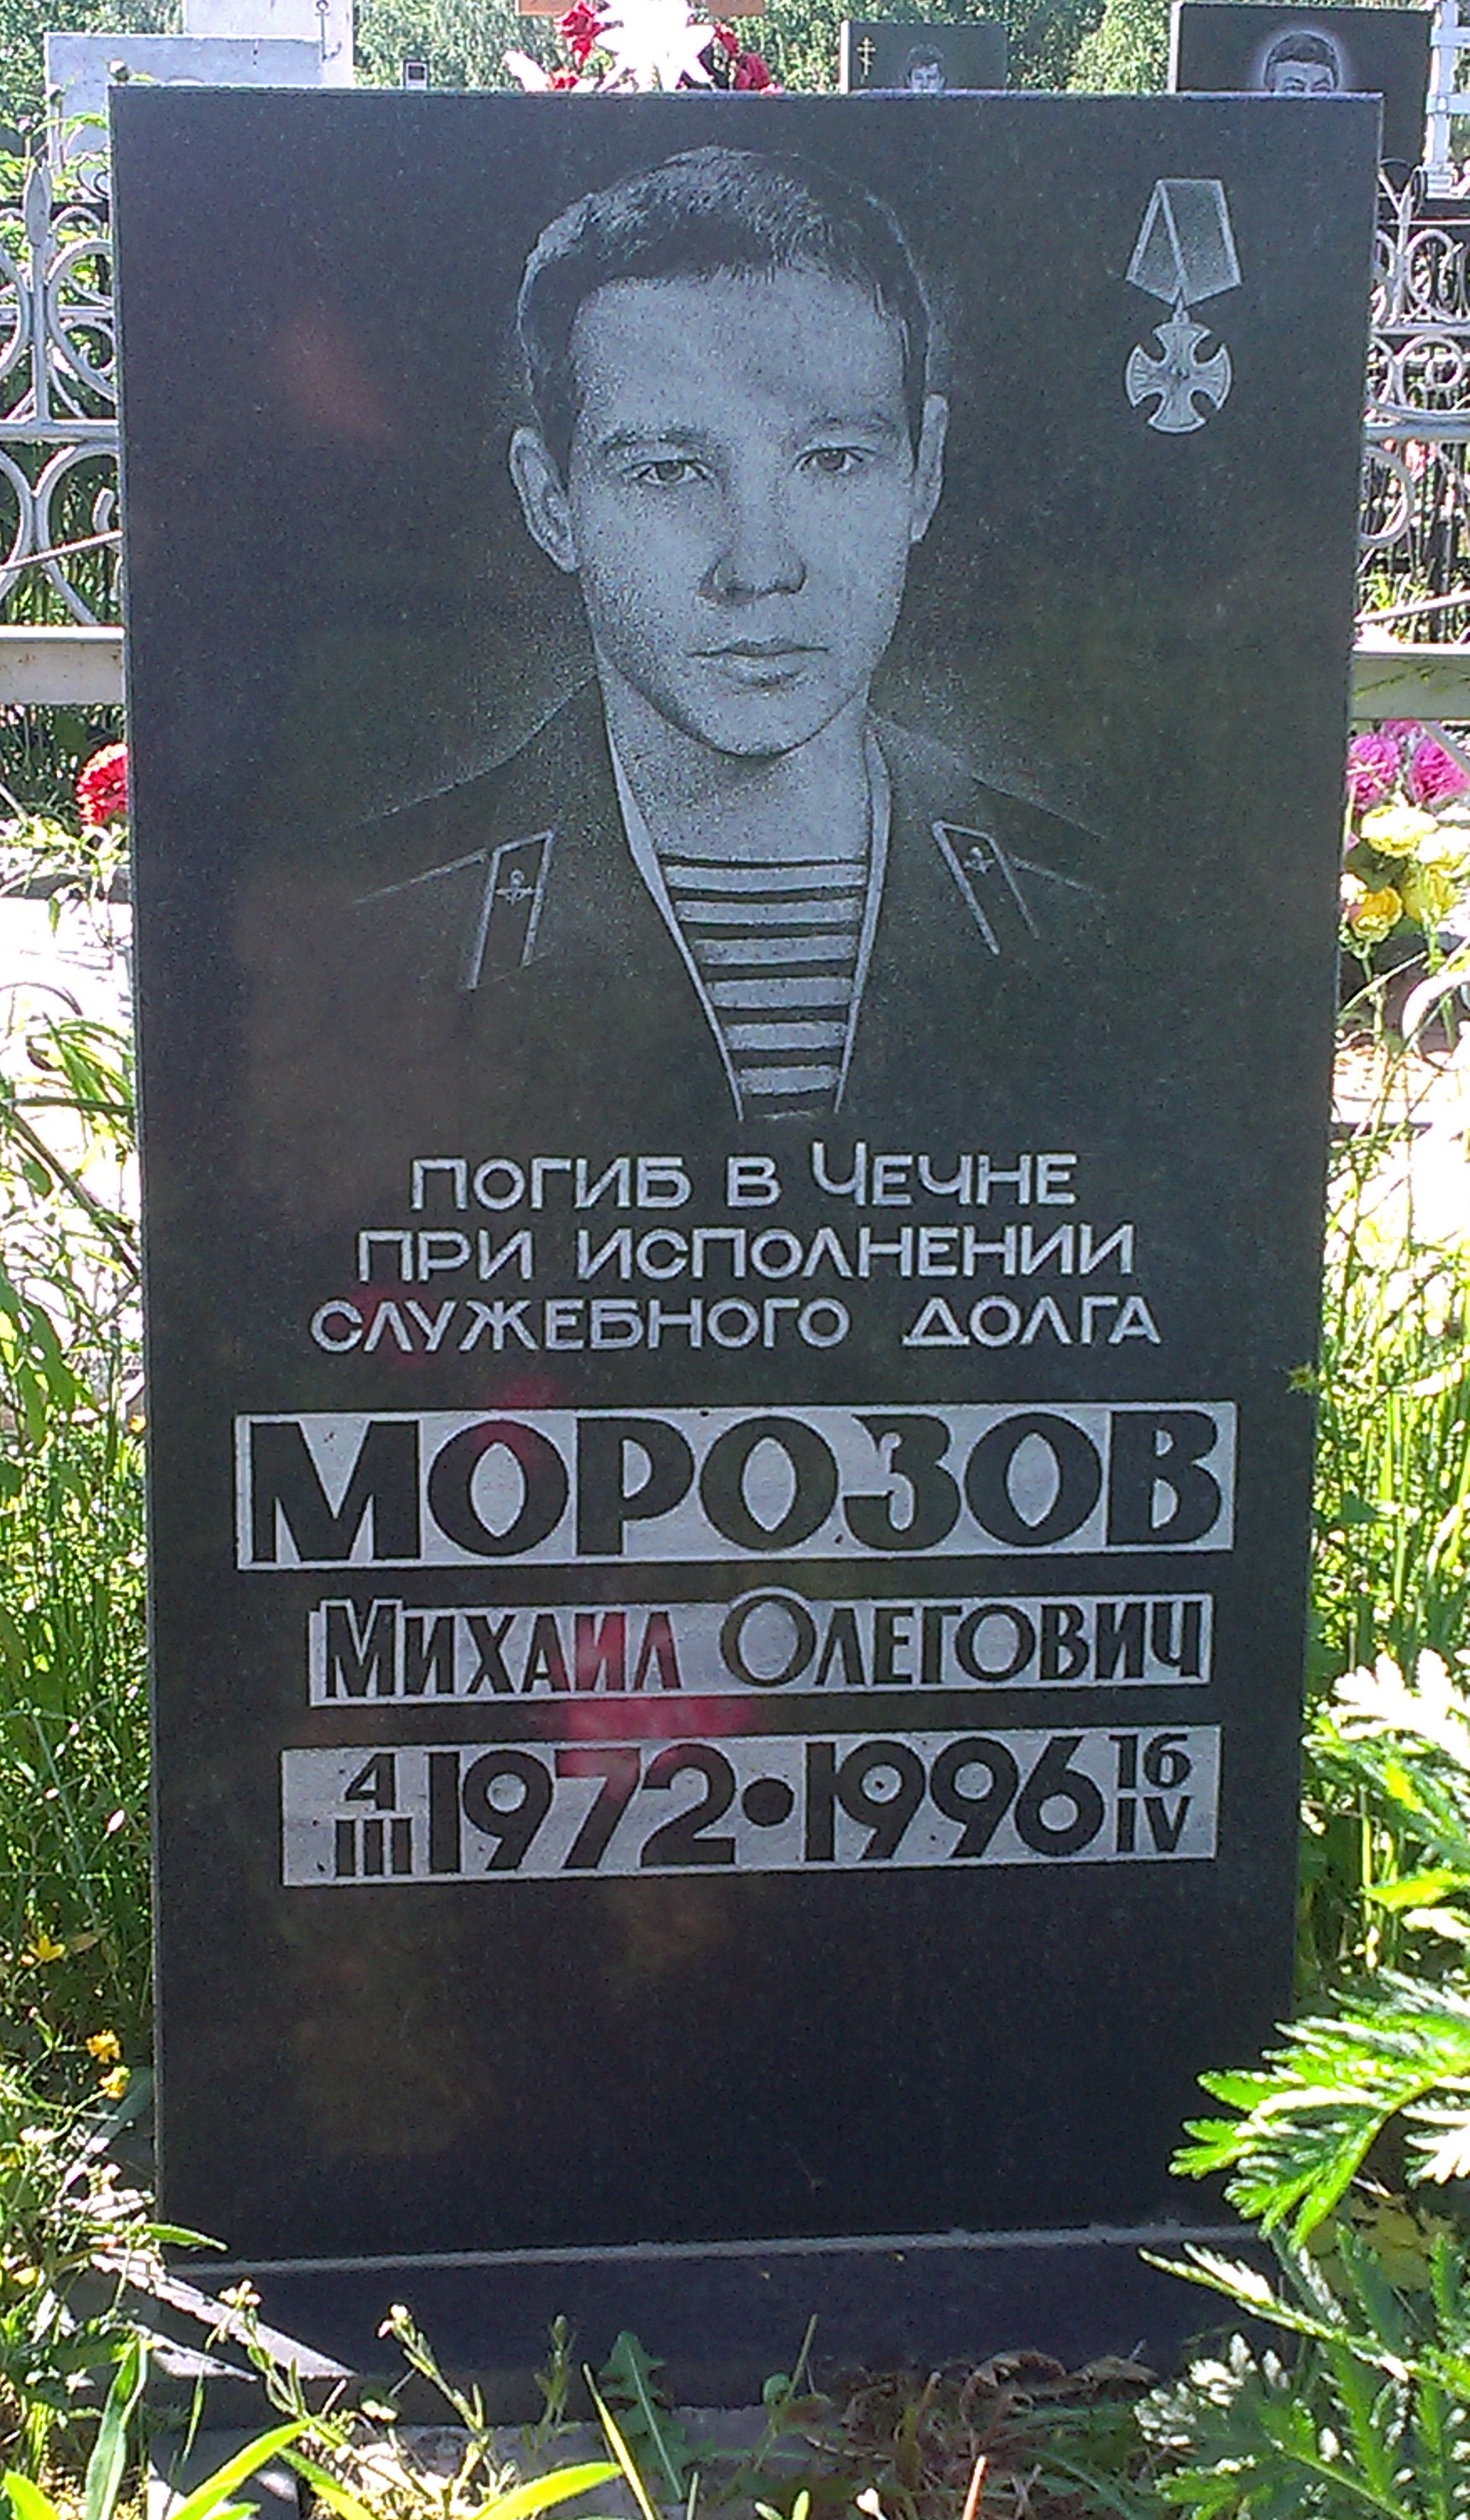 ПОГИБ В ЧЕЧНЕ
ПРИ ИСПОЛНЕНИИ
СЛУЖЕБНОГО ДОЛГА
МОРОЗОВ
МИХАИЛ ОЛЕГОВИЧ
4 III 1972 • 1996 16 IV